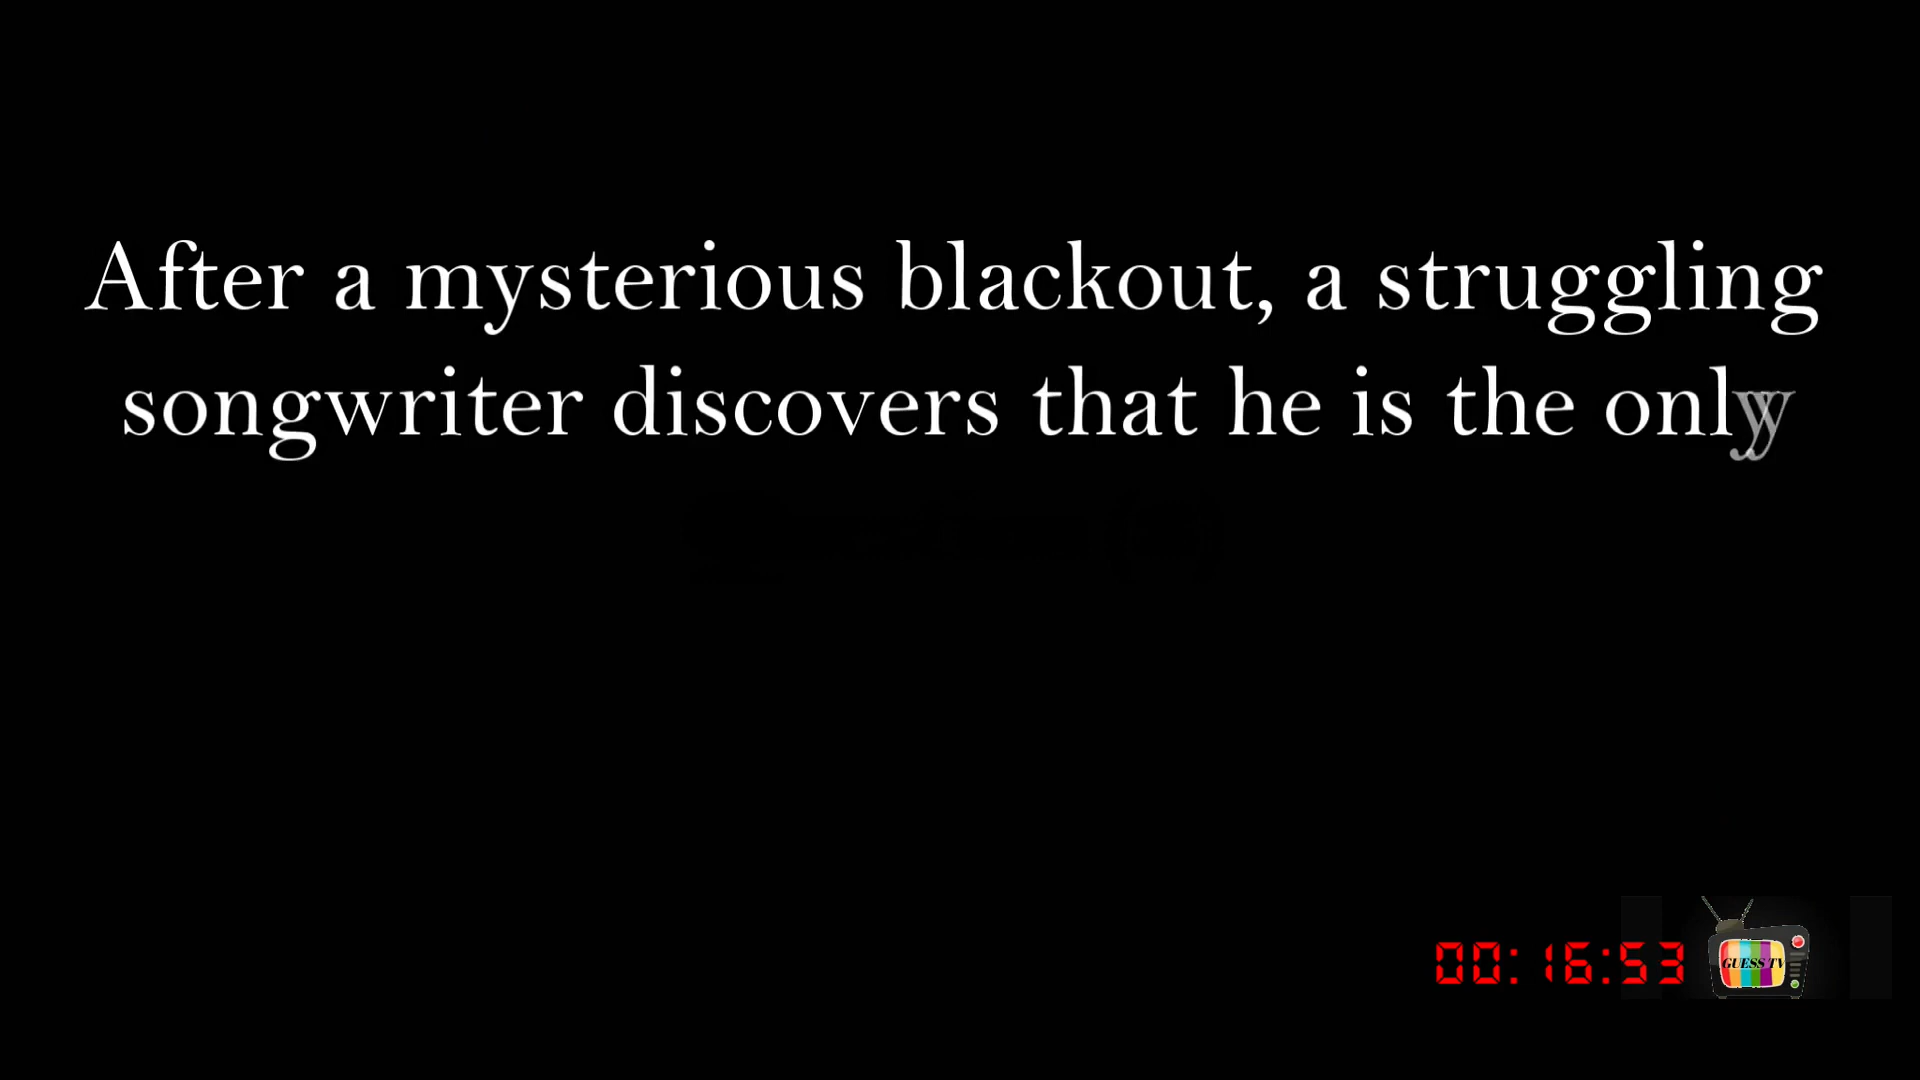 After a mysterious blackout, a struggling
songwriter discovers that he is the only
00:16:53
GUESS TV